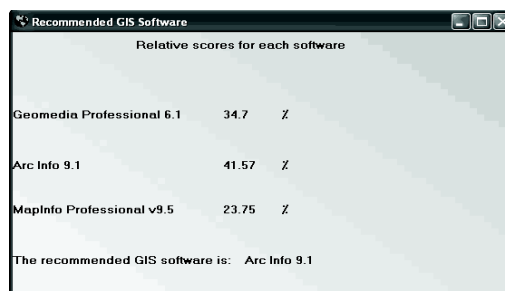 Recommended GIS Software
Relative scores for each software
Geomedia Professional 6.1 34.7 %
Arc Info 9.1 41.57 %
MapInfo Professional v9.5 23.75 %
The recommended GIS software is: Arc Info 9.1